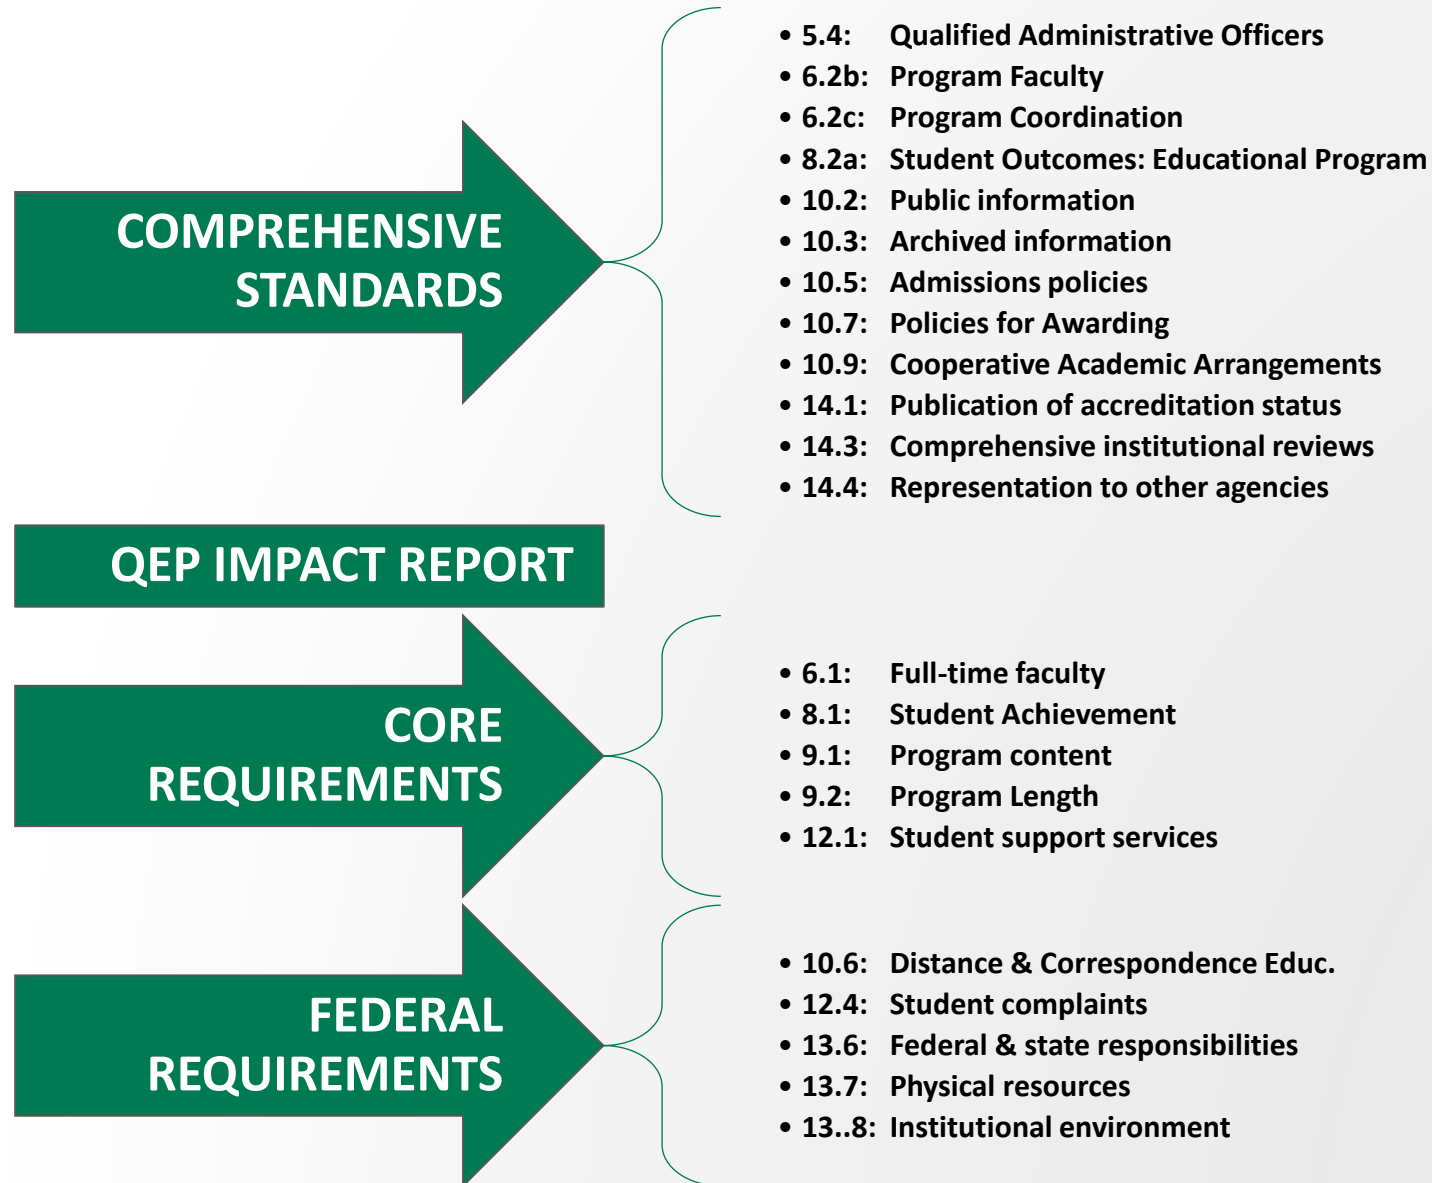 COMPREHENSIVE
STANDARDS
• 5.4: Qualified Administrative Officers
• 6.2b: Program Faculty
• 6.2c: Program Coordination
• 8.2a: Student Outcomes: Educational Program
• 10.2: Public information
• 10.3: Archived information
• 10.5: Admissions policies
• 10.7: Policies for Awarding
• 10.9: Cooperative Academic Arrangements
• 14.1: Publication of accreditation status
• 14.3: Comprehensive institutional reviews
• 14.4: Representation to other agencies
QEP IMPACT REPORT
CORE
REQUIREMENTS
• 6.1: Full-time faculty
• 8.1: Student Achievement
• 9.1: Program content
• 9.2: Program Length
• 12.1: Student support services
FEDERAL
REQUIREMENTS
• 10.6: Distance & Correspondence Educ.
• 12.4: Student complaints
• 13.6: Federal & state responsibilities
• 13.7: Physical resources
• 13..8: Institutional environment